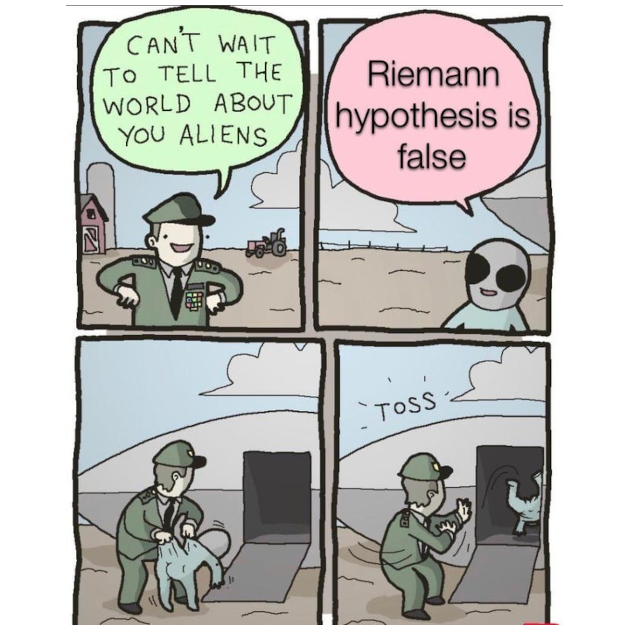 CAN'T WAIT
TO TELL THE
WORLD ABOUT
YOU ALIENS
Riemann
hypothesis is
false
TOSS